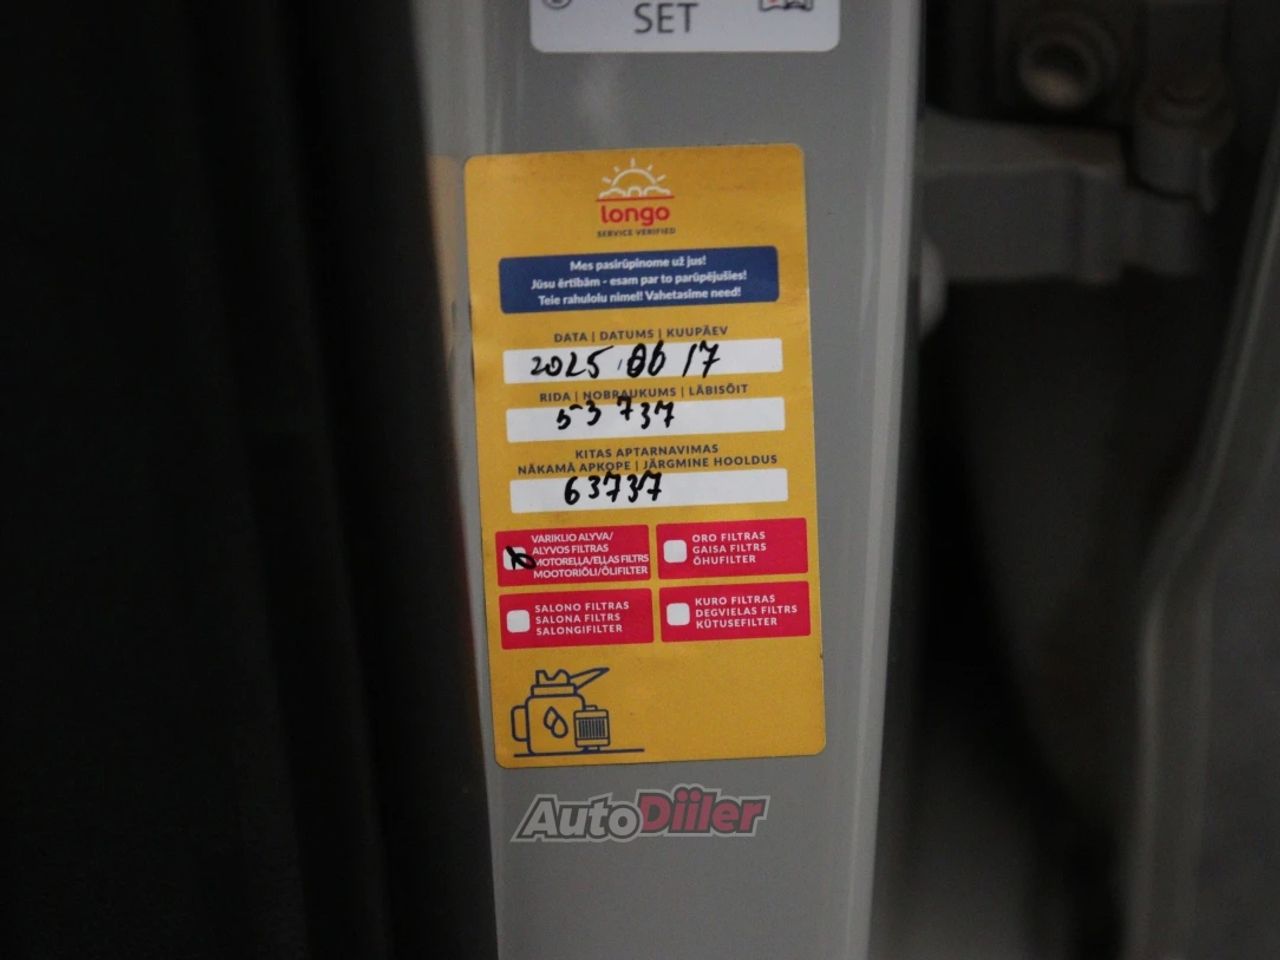 SET
longo
SERVICE VERIFIED
Mes pasirūpinome už jus!
Jūsu ērtībām - esam par to parūpējušies!
Teie rahulolu nimel! Vahetasime need!
DATA | DATUMS | KUUPÄEV
2025.06 17
RIDA | NOBRAUKUMS | LÄBISÕIT
53737
KITAS APTARNAVIMAS
NĀKAMĀ APKOPE | JÄRGMINE HOOLDUS
63737
VARIKLIO ALYVA/
ALYVOS FILTRAS
MOTOREĻĻA/EĻĻAS FILTRS
MOOTORIÕLI/ÕLIFILTER
ORO FILTRAS
GAISA FILTRS
ÕHUFILTER
SALONO FILTRAS
SALONA FILTRS
SALONGIFILTER
KURO FILTRAS
DEGVIELAS FILTRS
KÜTUSEFILTER
AutoDiiler